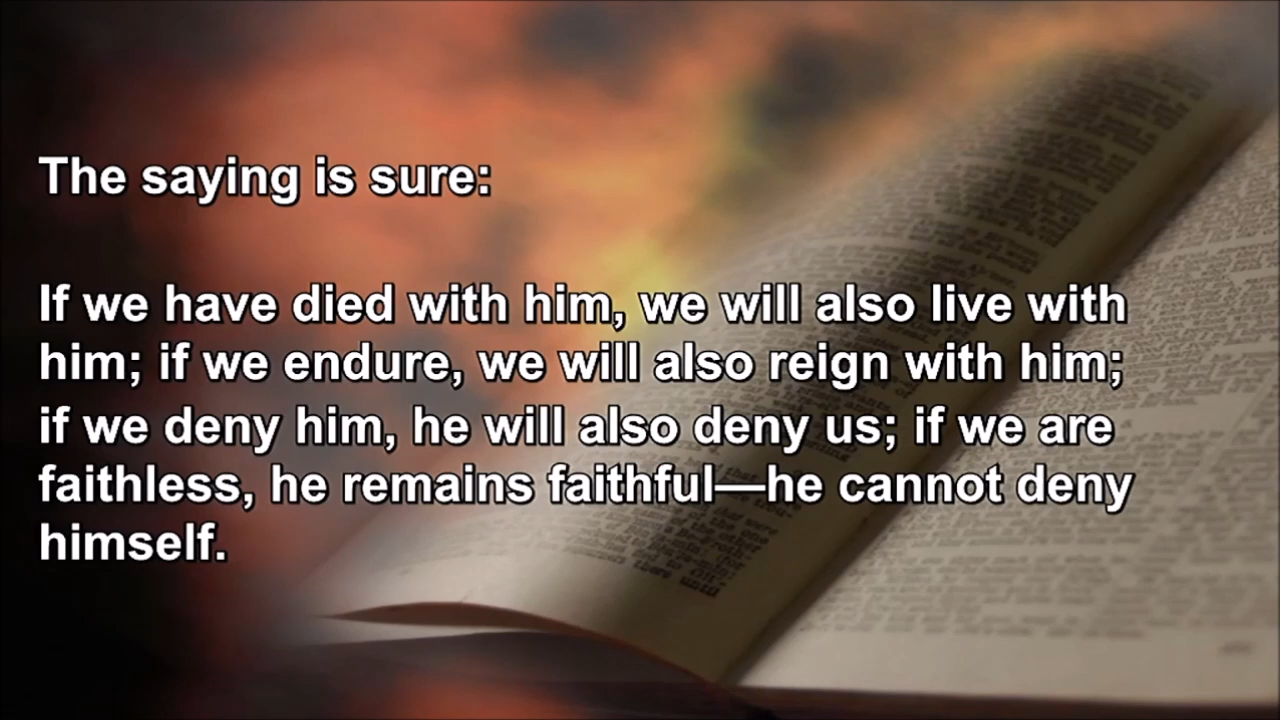 The saying is sure:
If we have died with him, we will also live with
him; if we endure, we will also reign with him;
if we deny him, he will also deny us; if we are
faithless, he remains faithful—he cannot deny
himself.